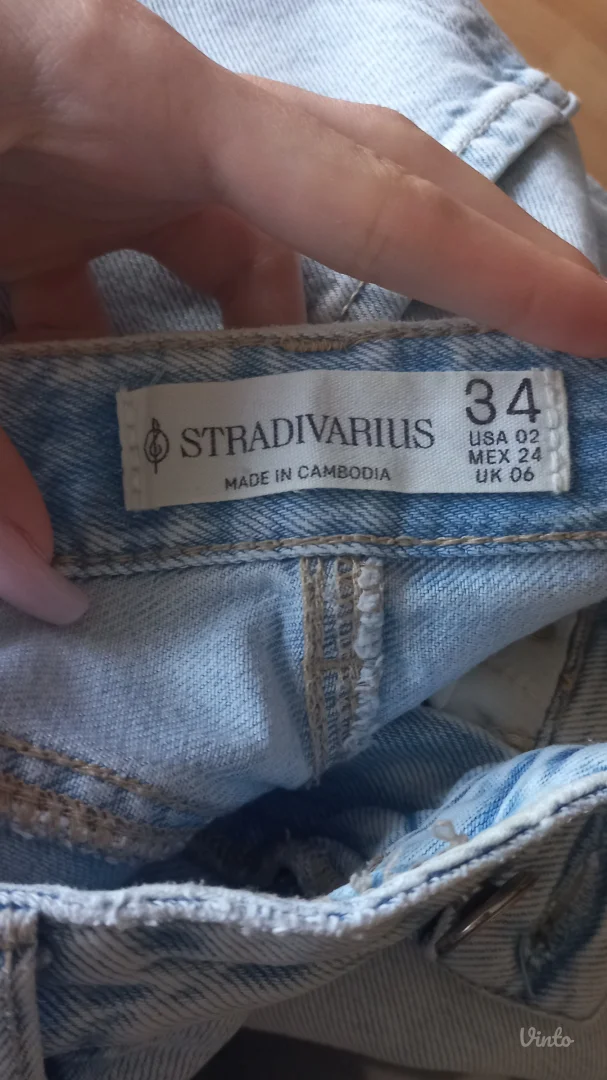 STRADIVARIUS
MADE IN CAMBODIA
34
USA 02
MEX 24
UK 06
Vinto